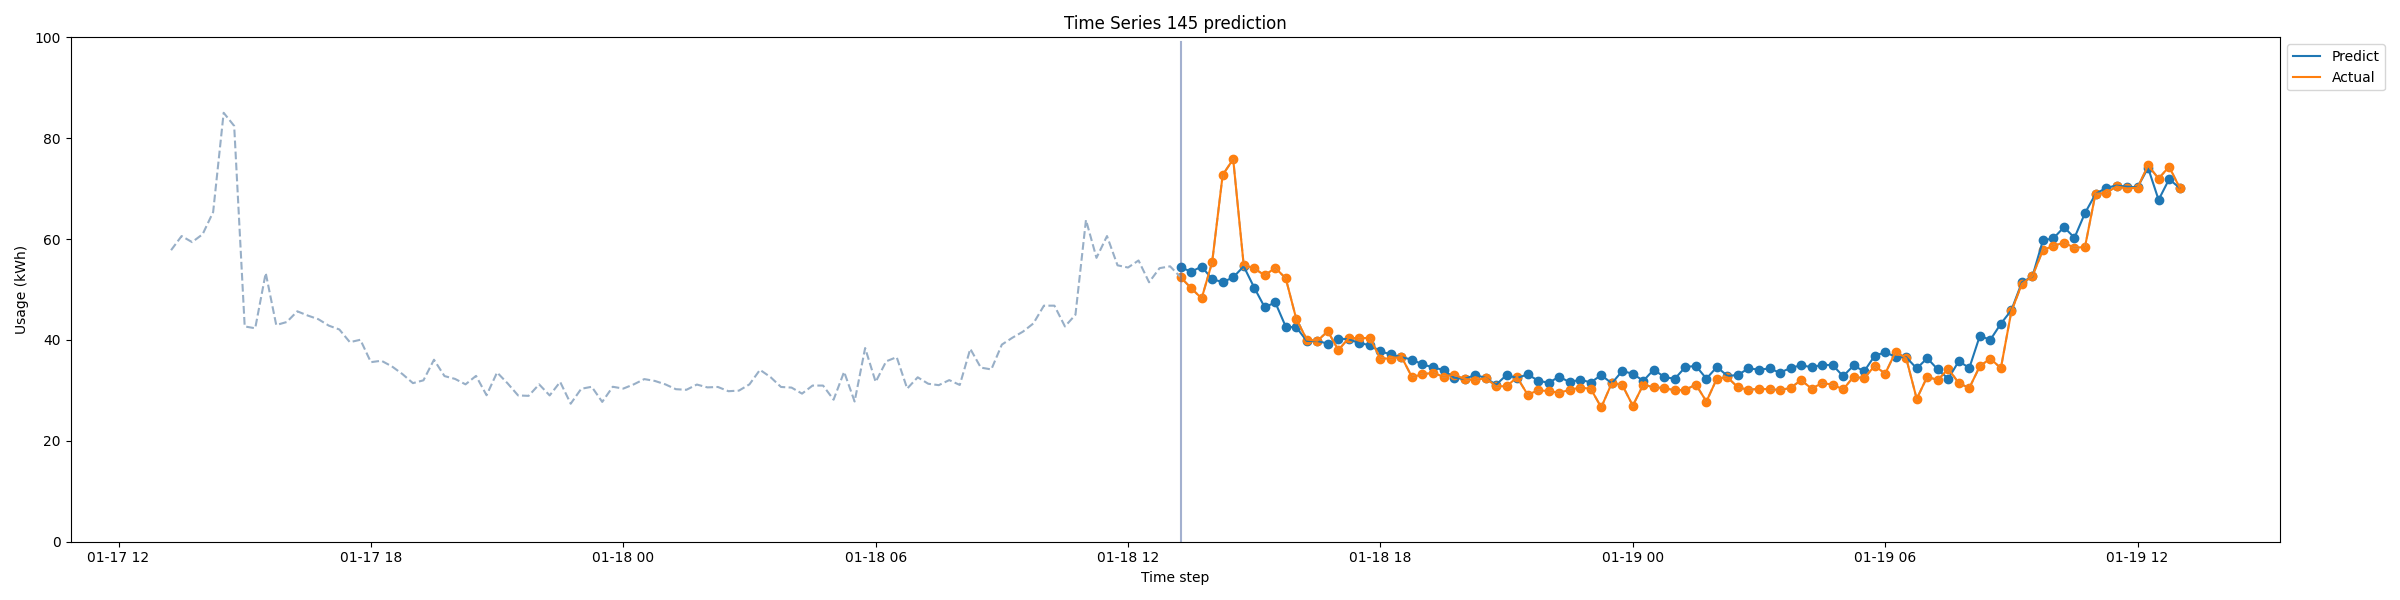 Time Series 145 prediction
100
80
60
40
20
0
Usage (kWh)
01-17 12 01-17 18 01-18 00 01-18 06 01-18 12 01-18 18 01-19 00 01-19 06 01-19 12
Time step
Predict
Actual